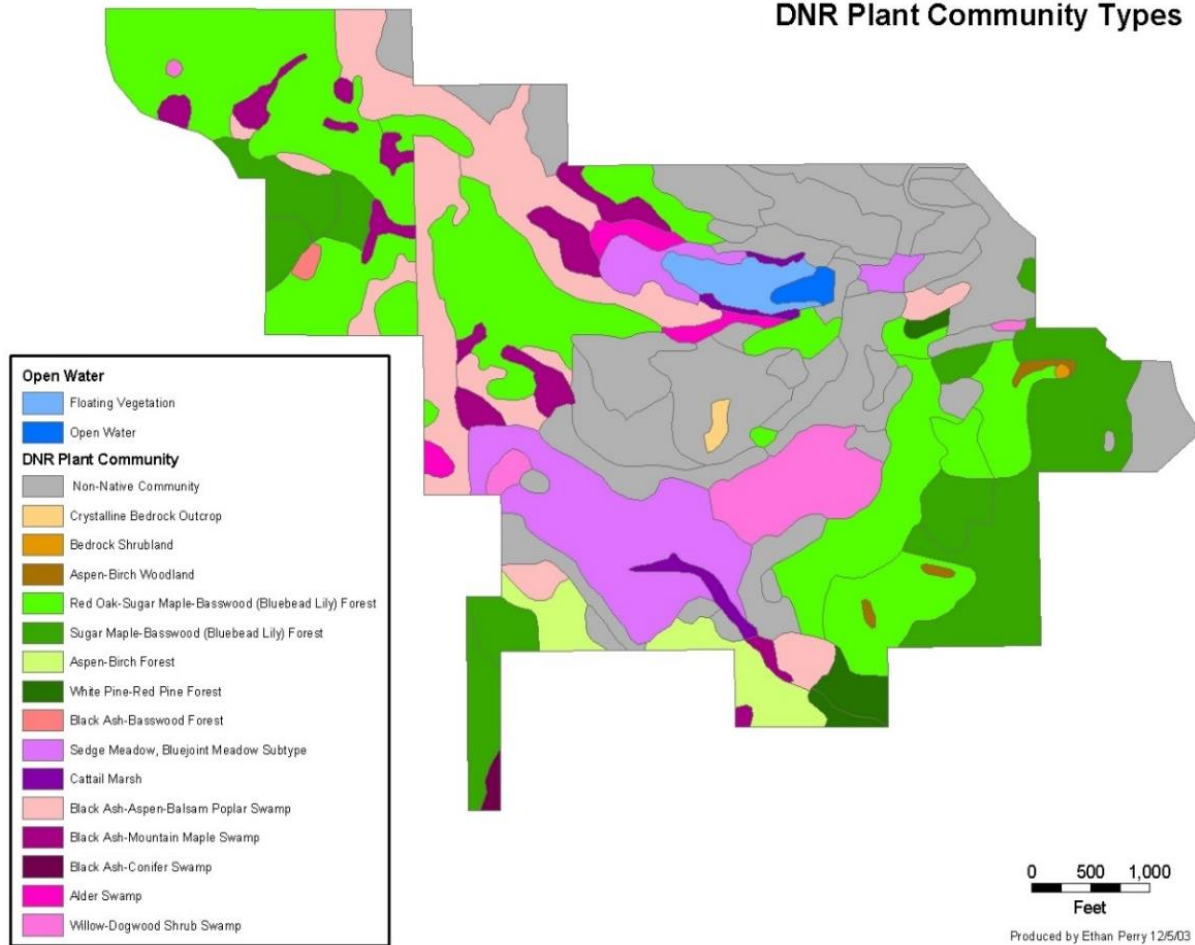 DNR Plant Community Types
Open Water
Floating Vegetation
Open Water
DNR Plant Community
Non-Native Community
Crystalline Bedrock Outcrop
Bedrock Shrubland
Aspen-Birch Woodland
Red Oak-Sugar Maple-Basswood (Bluebead Lily) Forest
Sugar Maple-Basswood (Bluebead Lily) Forest
Aspen-Birch Forest
White Pine-Red Pine Forest
Black Ash-Basswood Forest
Sedge Meadow, Bluejoint Meadow Subtype
Cattail Marsh
Black Ash-Aspen-Balsam Poplar Swamp
Black Ash-Mountain Maple Swamp
Black Ash-Conifer Swamp
Alder Swamp
Willow-Dogwood Shrub Swamp
0 500 1,000
Feet
Produced by Ethan Perry 12/5/03